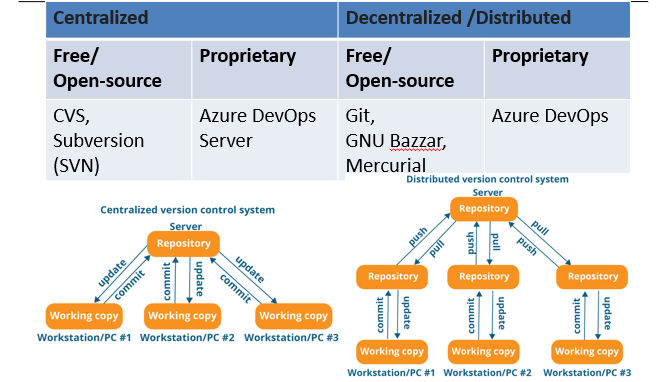 Centralized
Decentralized /Distributed
Free/
Open-source
Proprietary
Free/
Open-source
Proprietary
CVS,
Subversion
(SVN)
Azure DevOps
Server
Git,
GNU Bazzar,
Mercurial
Azure DevOps
Centralized version control system
Server
Repository
update
commit
commit
update
update
commit
Working copy
Working copy
Working copy
Workstation/PC #1
Workstation/PC #2
Workstation/PC #3
Distributed version control system
Server
Repository
push
pull
push
pull
pull
push
Repository
Repository
Repository
commit
update
commit
update
commit
update
Working copy
Working copy
Working copy
Workstation/PC #1
Workstation/PC #2
Workstation/PC #3